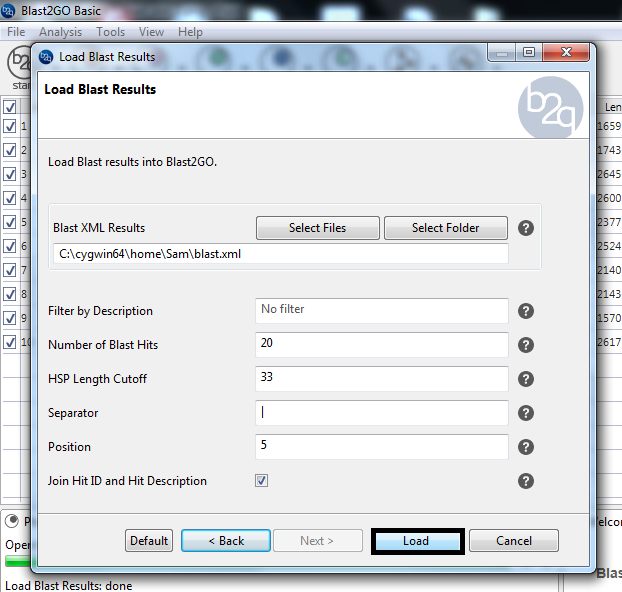 Blast2GO Basic
File Analysis Tools View Help
b2g
Load Blast Results
Load Blast Results
b2g
Load Blast results into Blast2GO.
Blast XML Results Select Files Select Folder ?
C:\cygwin64\home\Sam\blast.xml
Filter by Description No filter ?
Number of Blast Hits 20 ?
HSP Length Cutoff 33 ?
Separator | ?
Position 5 ?
Join Hit ID and Hit Description ?
Default < Back Next > Load Cancel
1 1659
2 1743
3 2645
4 2600
5 2377
6 2524
7 2140
8 2143
9 1570
10 2617
Load Blast Results: done